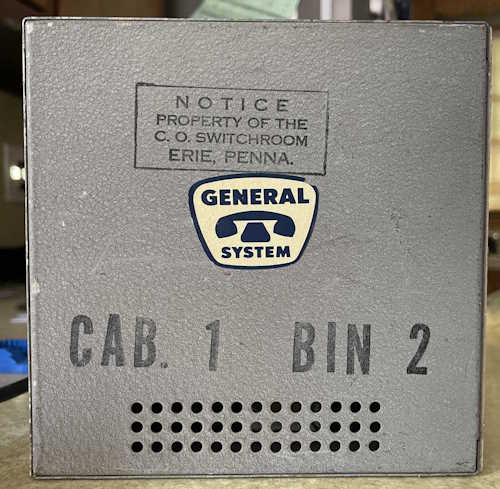 NOTICE
PROPERTY OF THE
C. O. SWITCHROOM
ERIE, PENNA.
GENERAL
SYSTEM
CAB. 1 BIN 2